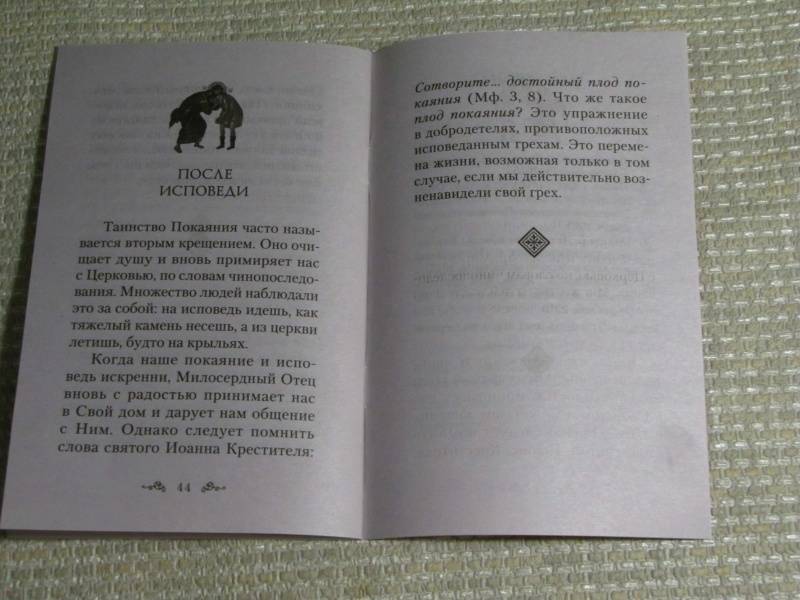 ПОСЛЕ
ИСПОВЕДИ
Таинство Покаяния часто назы-
вается вторым крещением. Оно очи-
щает душу и вновь примиряет нас
с Церковью, по словам чинопоследо-
вания. Множество людей наблюдали
это за собой: на исповедь идешь, как
тяжелый камень несешь, а из церкви
летишь, будто на крыльях.
Когда наше покаяние и испо-
ведь искренни, Милосердный Отец
вновь с радостью принимает нас
в Свой дом и дарует нам общение
с Ним. Однако следует помнить
слова святого Иоанна Крестителя:
44
Сотворите... достойный плод по-
каяния (Мф. 3, 8). Что же такое
плод покаяния? Это упражнение
в добродетелях, противоположных
исповеданным грехам. Это переме-
на жизни, возможная только в том
случае, если мы действительно воз-
ненавидели свой грех.